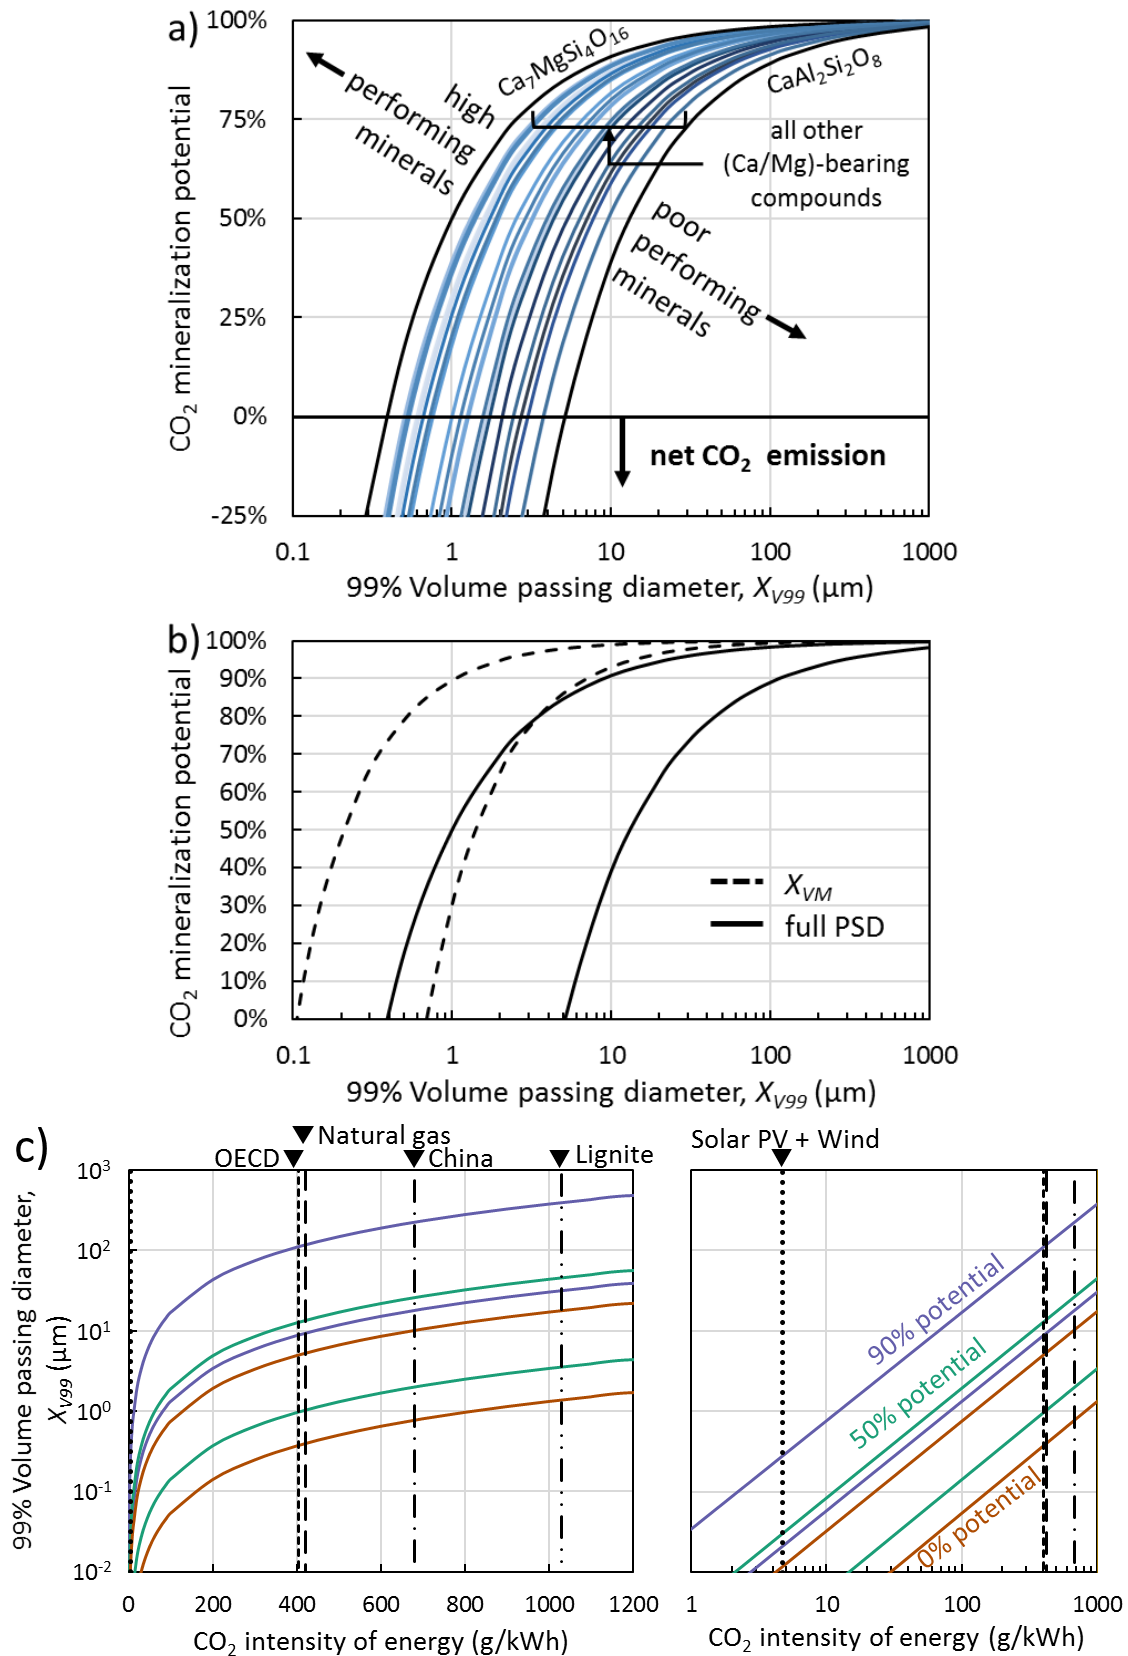 a)
100%
75%
50%
25%
0%
-25%
CO2 mineralization potential
high
performing
minerals
Ca7MgSi4O16
CaAl2Si2O8
all other
(Ca/Mg)-bearing
compounds
poor
performing
minerals
net CO2 emission
0.1 1 10 100 1000
99% Volume passing diameter, XV99 (μm)
b)
100%
90%
80%
70%
60%
50%
40%
30%
20%
10%
0%
CO2 mineralization potential
XVM
full PSD
0.1 1 10 100 1000
99% Volume passing diameter, XV99 (μm)
c)
Natural gas
OECD
China
Lignite
Solar PV + Wind
99% Volume passing diameter,
XV99 (μm)
10^3
10^2
10^1
10^0
10^-1
10^-2
90% potential
50% potential
0% potential
0 200 400 600 800 1000 1200
1 10 100 1000
CO2 intensity of energy (g/kWh)
CO2 intensity of energy (g/kWh)